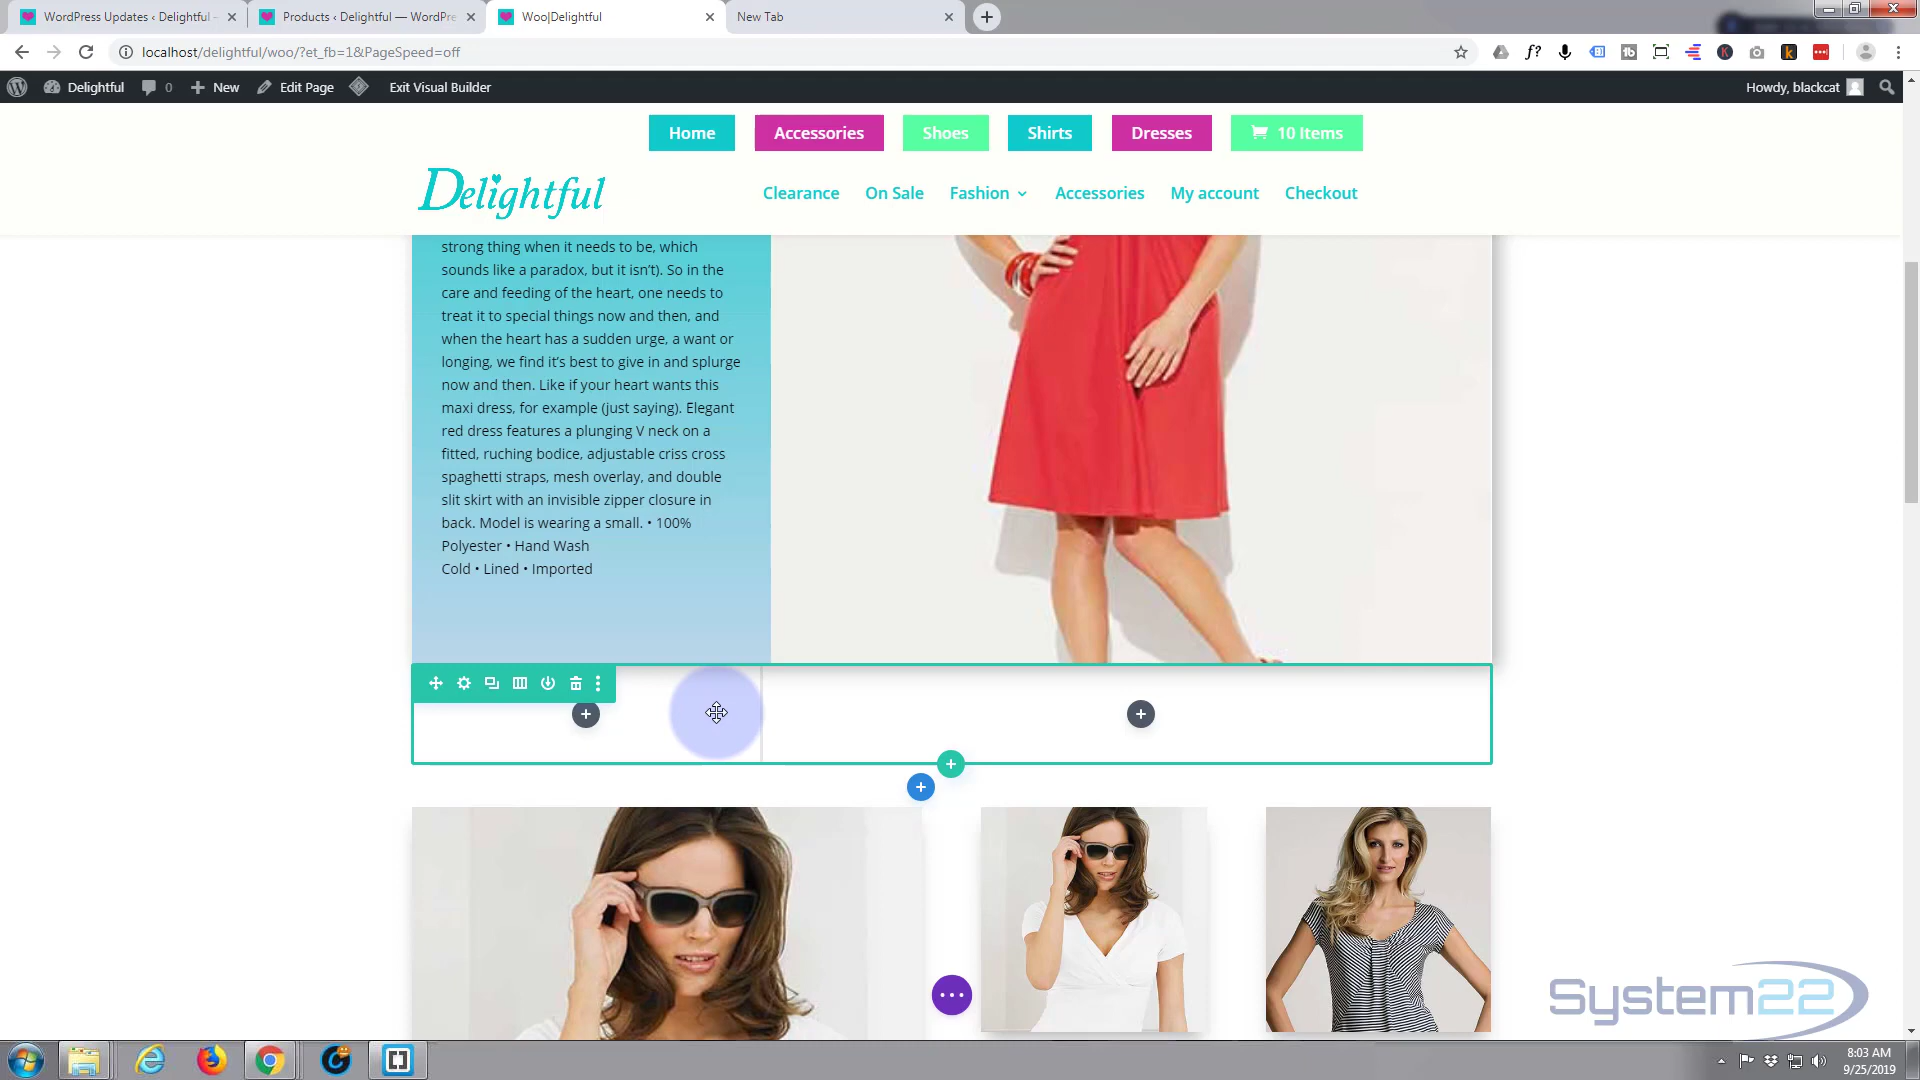 WordPress Updates ‹ Delightful
Products ‹ Delightful — WordPre
Woo|Delightful
New Tab
localhost/delightful/woo/?et_fb=1&PageSpeed=off
Delightful
0
New
Edit Page
Exit Visual Builder
Howdy, blackcat
Home
Accessories
Shoes
Shirts
Dresses
10 Items
Delightful
Clearance
On Sale
Fashion
Accessories
My account
Checkout
strong thing when it needs to be, which
sounds like a paradox, but it isn't). So in the
care and feeding of the heart, one needs to
treat it to special things now and then, and
when the heart has a sudden urge, a want or
longing, we find it's best to give in and splurge
now and then. Like if your heart wants this
maxi dress, for example (just saying). Elegant
red dress features a plunging V neck on a
fitted, ruching bodice, adjustable criss cross
spaghetti straps, mesh overlay, and double
slit skirt with an invisible zipper closure in
back. Model is wearing a small. • 100%
Polyester • Hand Wash
Cold • Lined • Imported
System22
8:03 AM
9/25/2019